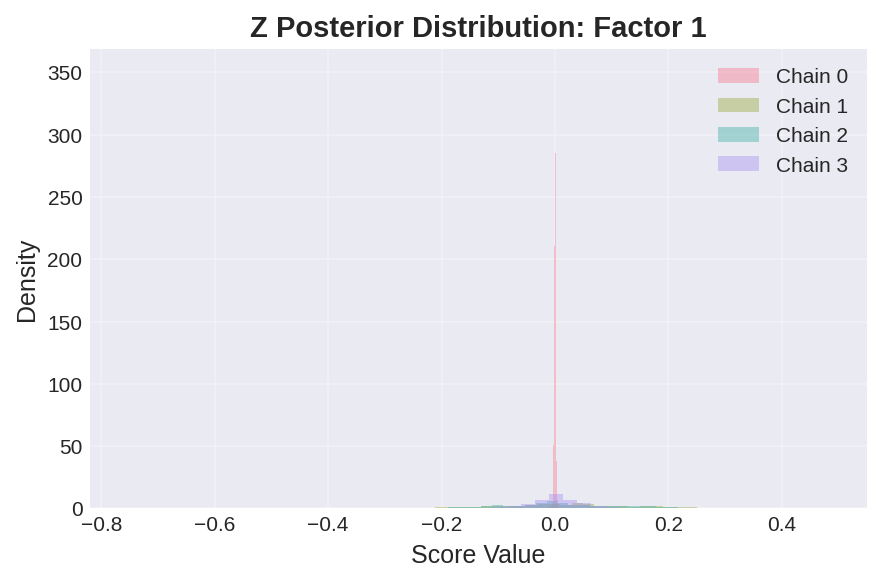 Z Posterior Distribution: Factor 1
Chain 0
Chain 1
Chain 2
Chain 3
350
300
250
200
150
100
50
0
Density
−0.8
−0.6
−0.4
−0.2
0.0
0.2
0.4
Score Value